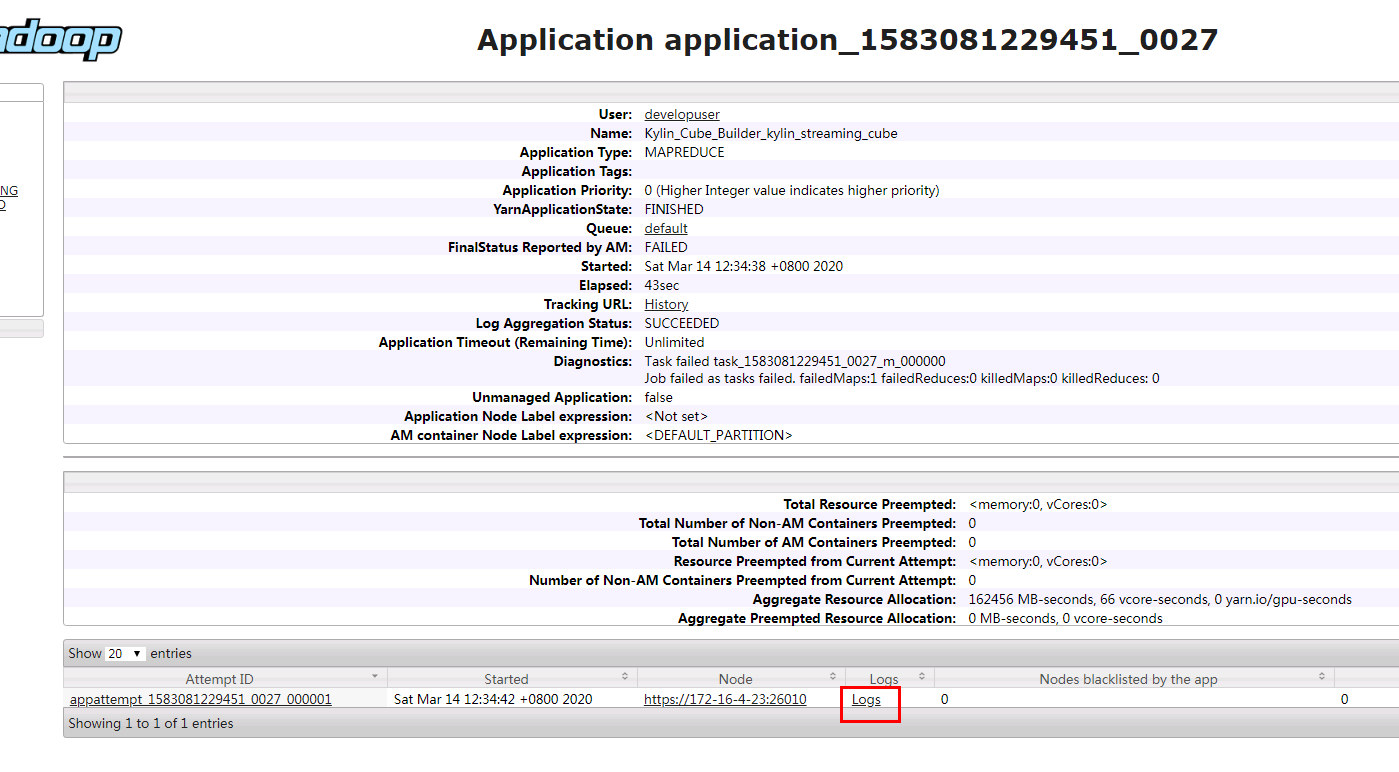 adoop
Application application_1583081229451_0027
NG
User: developuser
Name: Kylin_Cube_Builder_kylin_streaming_cube
Application Type: MAPREDUCE
Application Tags:
Application Priority: 0 (Higher Integer value indicates higher priority)
YarnApplicationState: FINISHED
Queue: default
FinalStatus Reported by AM: FAILED
Started: Sat Mar 14 12:34:38 +0800 2020
Elapsed: 43sec
Tracking URL: History
Log Aggregation Status: SUCCEEDED
Application Timeout (Remaining Time): Unlimited
Diagnostics: Task failed task_1583081229451_0027_m_000000
Job failed as tasks failed. failedMaps:1 failedReduces:0 killedMaps:0 killedReduces: 0
Unmanaged Application: false
Application Node Label expression: <Not set>
AM container Node Label expression: <DEFAULT_PARTITION>
Total Resource Preempted: <memory:0, vCores:0>
Total Number of Non-AM Containers Preempted: 0
Total Number of AM Containers Preempted: 0
Resource Preempted from Current Attempt: <memory:0, vCores:0>
Number of Non-AM Containers Preempted from Current Attempt: 0
Aggregate Resource Allocation: 162456 MB-seconds, 66 vcore-seconds, 0 yarn.io/gpu-seconds
Aggregate Preempted Resource Allocation: 0 MB-seconds, 0 vcore-seconds
Show 20 entries
Attempt ID Started Node Logs Nodes blacklisted by the app
appattempt_1583081229451_0027_000001 Sat Mar 14 12:34:42 +0800 2020 https://172-16-4-23:26010 Logs 0 0
Showing 1 to 1 of 1 entries